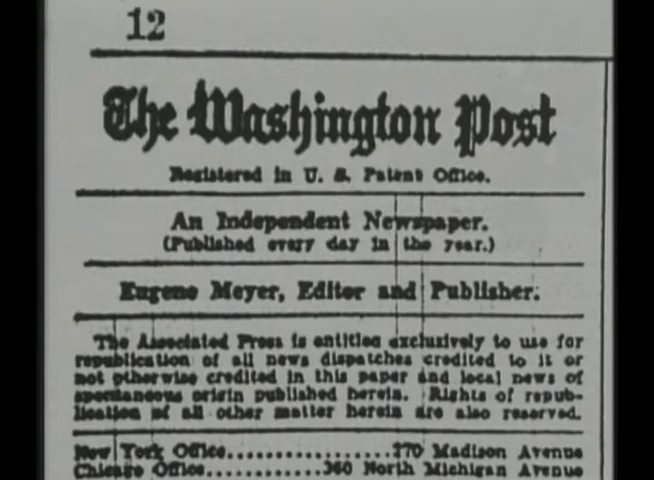 12
The Washington Post
Registered in U. S. Patent Office.
An Independent Newspaper.
(Published every day in the year.)
Eugene Meyer, Editor and Publisher.
The Associated Press is entitled exclusively to use for
republication of all news dispatches credited to it or
not otherwise credited in this paper and local news of
spontaneous origin published herein. Rights of repub-
lication of all other matter herein are also reserved.
New York Office.................270 Madison Avenue
Chicago Office............360 North Michigan Avenue